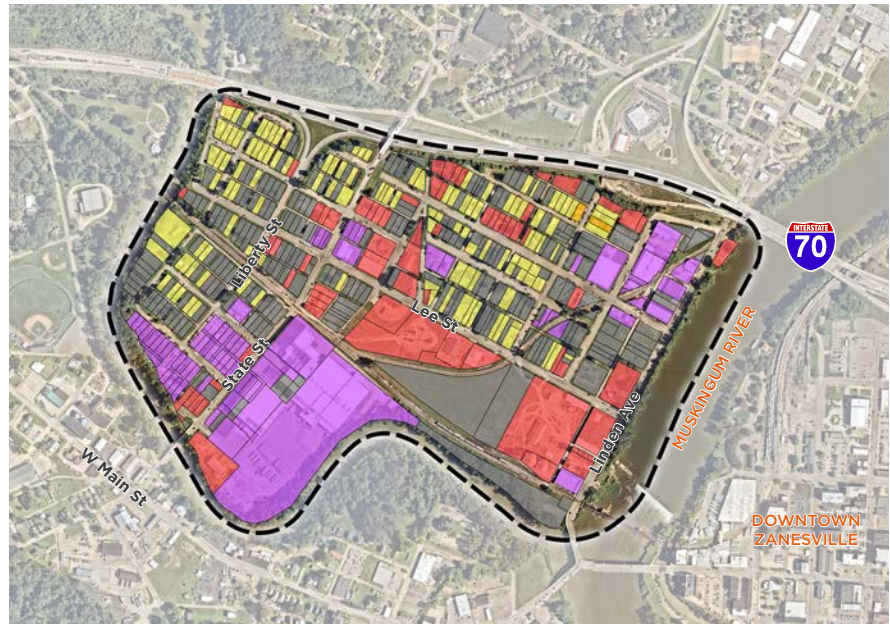 Liberty St
INTERSTATE
70
Lee St
State St
MUSKINGUM RIVER
Linden Ave
W Main St
DOWNTOWN
ZANESVILLE